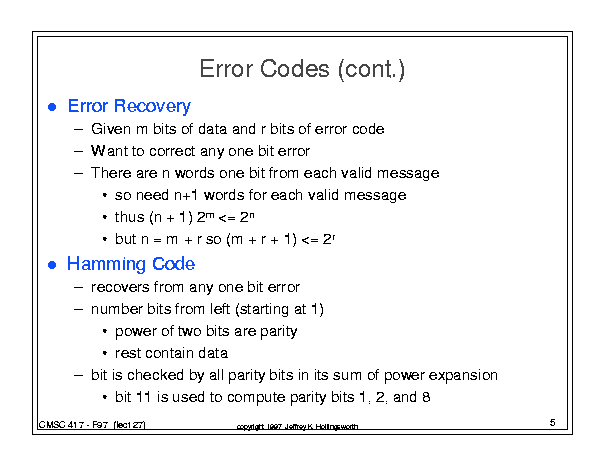 Error Codes (cont.)
● Error Recovery
– Given m bits of data and r bits of error code
– Want to correct any one bit error
– There are n words one bit from each valid message
• so need n+1 words for each valid message
• thus (n + 1) 2ᵐ <= 2ⁿ
• but n = m + r so (m + r + 1) <= 2ʳ
● Hamming Code
– recovers from any one bit error
– number bits from left (starting at 1)
• power of two bits are parity
• rest contain data
– bit is checked by all parity bits in its sum of power expansion
• bit 11 is used to compute parity bits 1, 2, and 8
CMSC 417 - F97 (lect 27)
copyright 1997 Jeffrey K. Hollingsworth
5